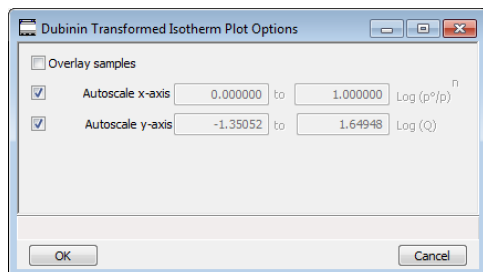 Dubinin Transformed Isotherm Plot Options
Overlay samples
Autoscale x-axis 0.000000 to 1.000000 Log (p°/p)ⁿ
Autoscale y-axis -1.35052 to 1.64948 Log (Q)
OK Cancel